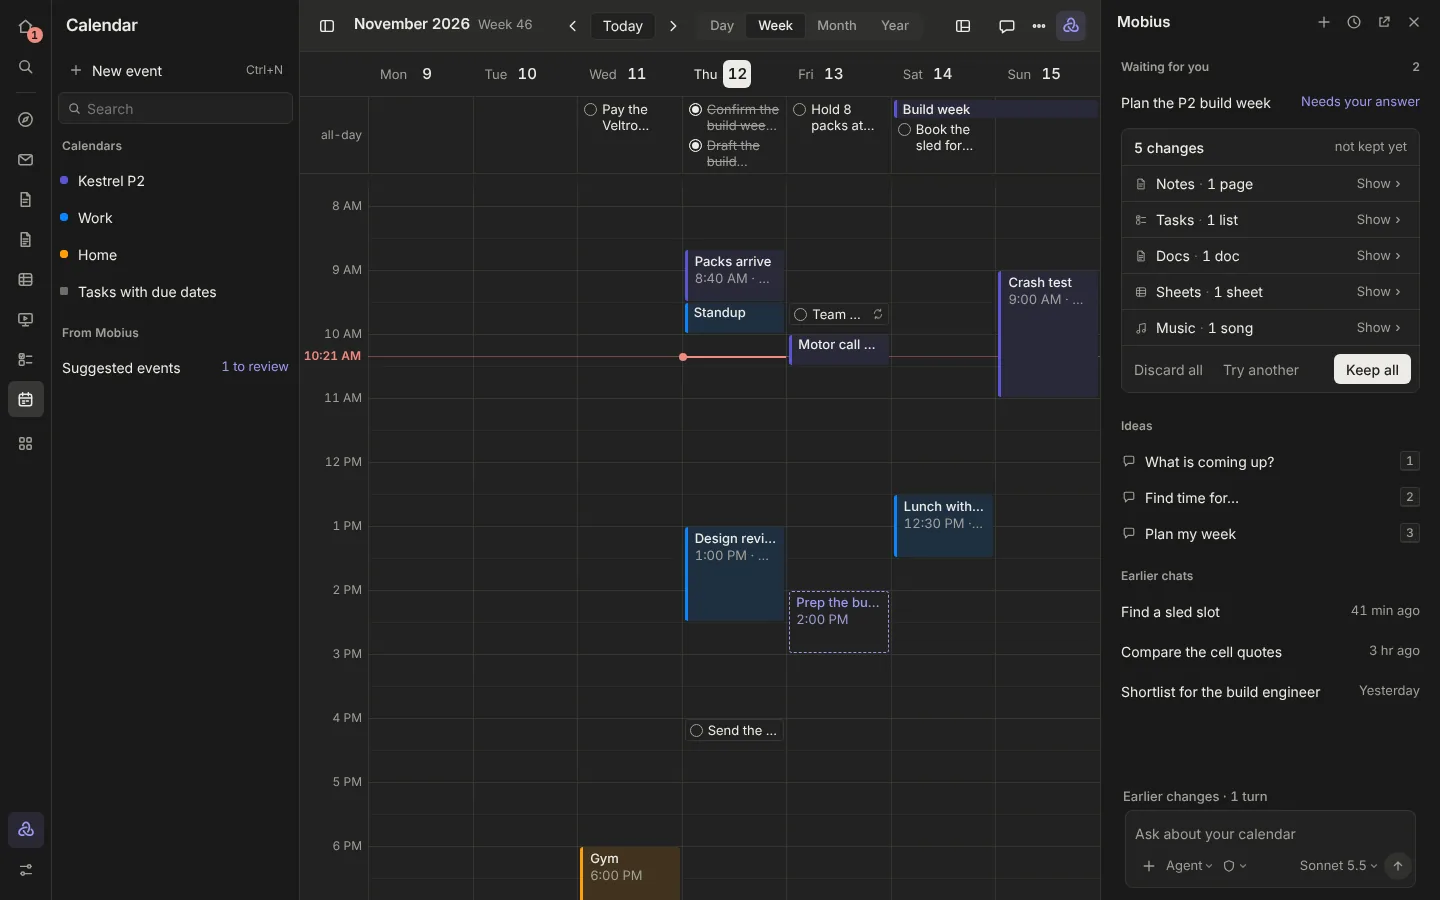 1
Calendar
New event
Ctrl+N
Search
Calendars
Kestrel P2
Work
Home
Tasks with due dates
From Mobius
Suggested events
1 to review
November 2026 Week 46
Today
Day
Week
Month
Year
Mon 9
Tue 10
Wed 11
Thu 12
Fri 13
Sat 14
Sun 15
all-day
Pay the
Veltro...
Confirm the
build wee...
Draft the
build...
Hold 8
packs at...
Build week
Book the
sled for...
8 AM
9 AM
10 AM
10:21 AM
11 AM
12 PM
1 PM
2 PM
3 PM
4 PM
5 PM
6 PM
Packs arrive
8:40 AM · ...
Standup
Team ...
Motor call ...
Crash test
9:00 AM · ...
Lunch with...
12:30 PM ·...
Design revi...
1:00 PM · ...
Prep the bu...
2:00 PM
Send the ...
Gym
6:00 PM
Mobius
Waiting for you
2
Plan the P2 build week
Needs your answer
5 changes
not kept yet
Notes · 1 page
Show
Tasks · 1 list
Show
Docs · 1 doc
Show
Sheets · 1 sheet
Show
Music · 1 song
Show
Discard all
Try another
Keep all
Ideas
What is coming up?
1
Find time for...
2
Plan my week
3
Earlier chats
Find a sled slot
41 min ago
Compare the cell quotes
3 hr ago
Shortlist for the build engineer
Yesterday
Earlier changes · 1 turn
Ask about your calendar
Agent
Sonnet 5.5